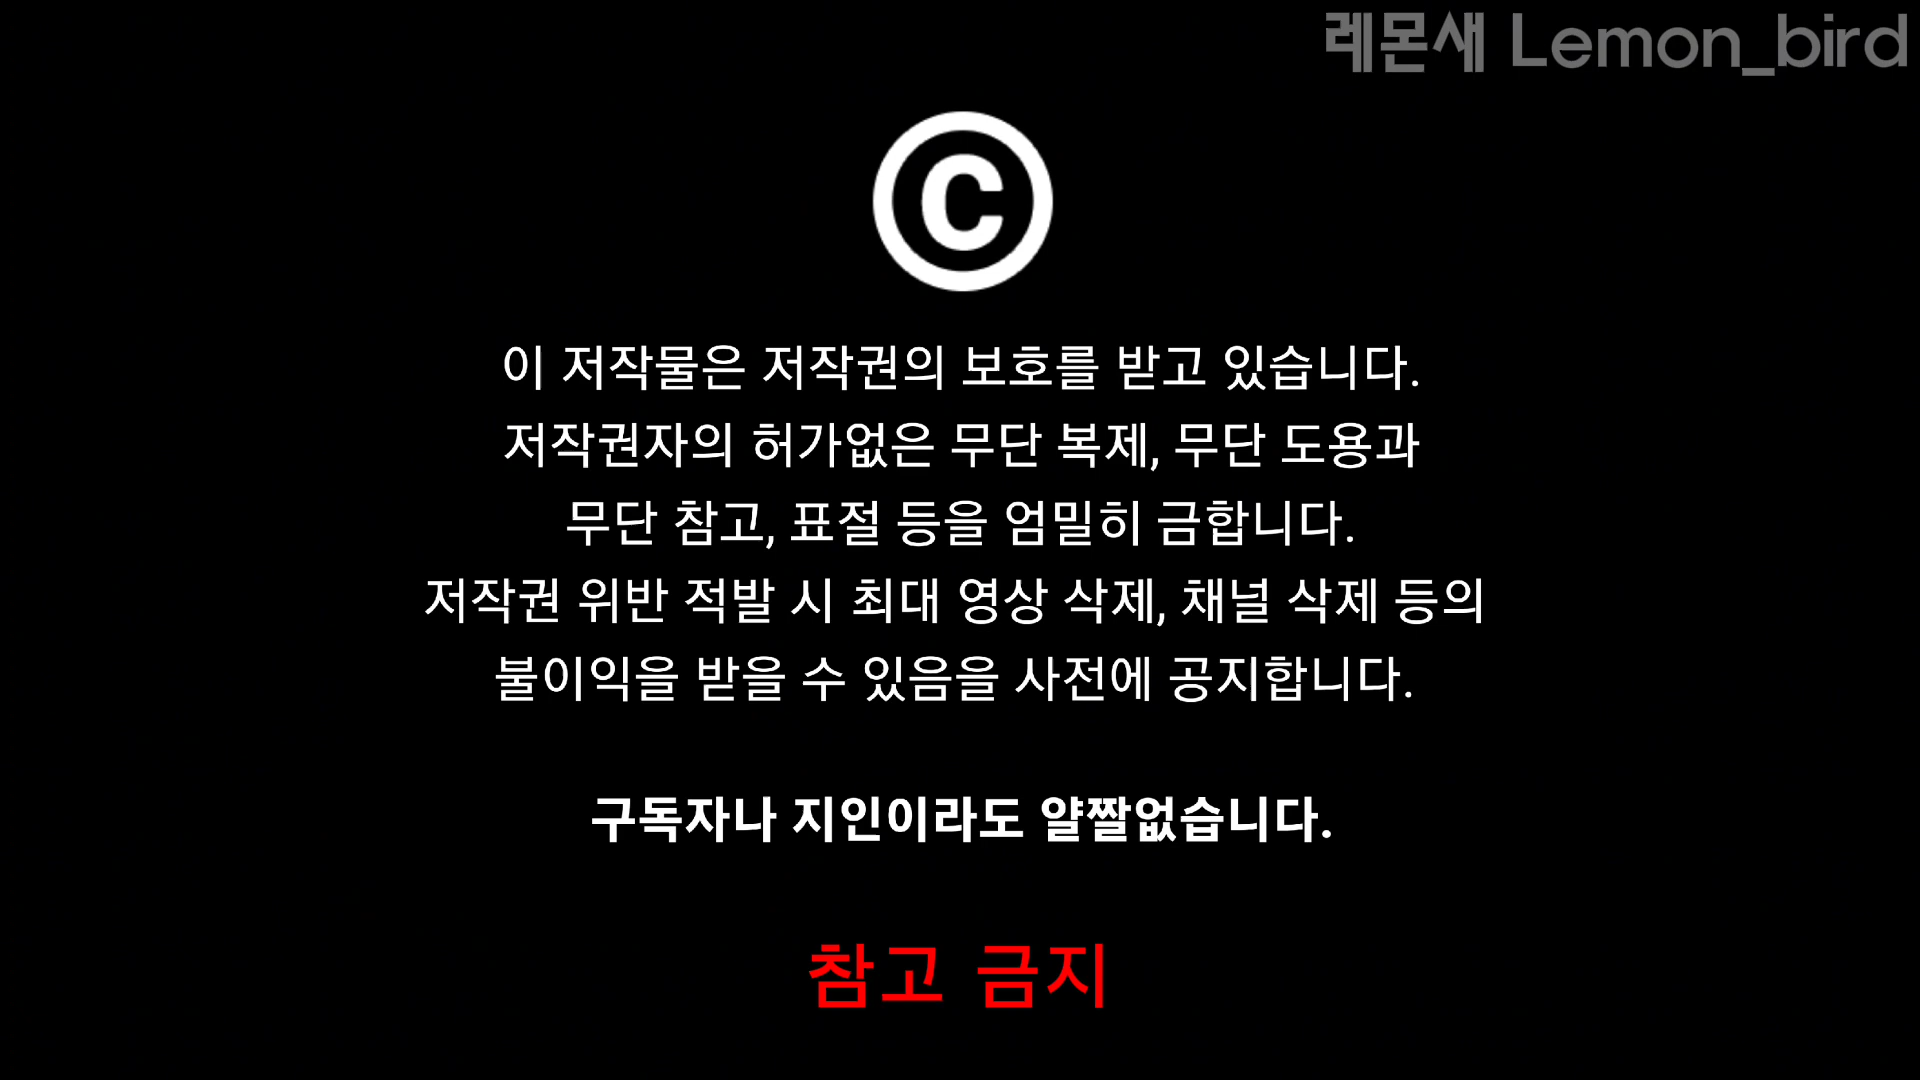 레몬새 Lemon_bird
©
이 저작물은 저작권의 보호를 받고 있습니다.
저작권자의 허가없은 무단 복제, 무단 도용과
무단 참고, 표절 등을 엄밀히 금합니다.
저작권 위반 적발 시 최대 영상 삭제, 채널 삭제 등의
불이익을 받을 수 있음을 사전에 공지합니다.
구독자나 지인이라도 얄짤없습니다.
참고 금지